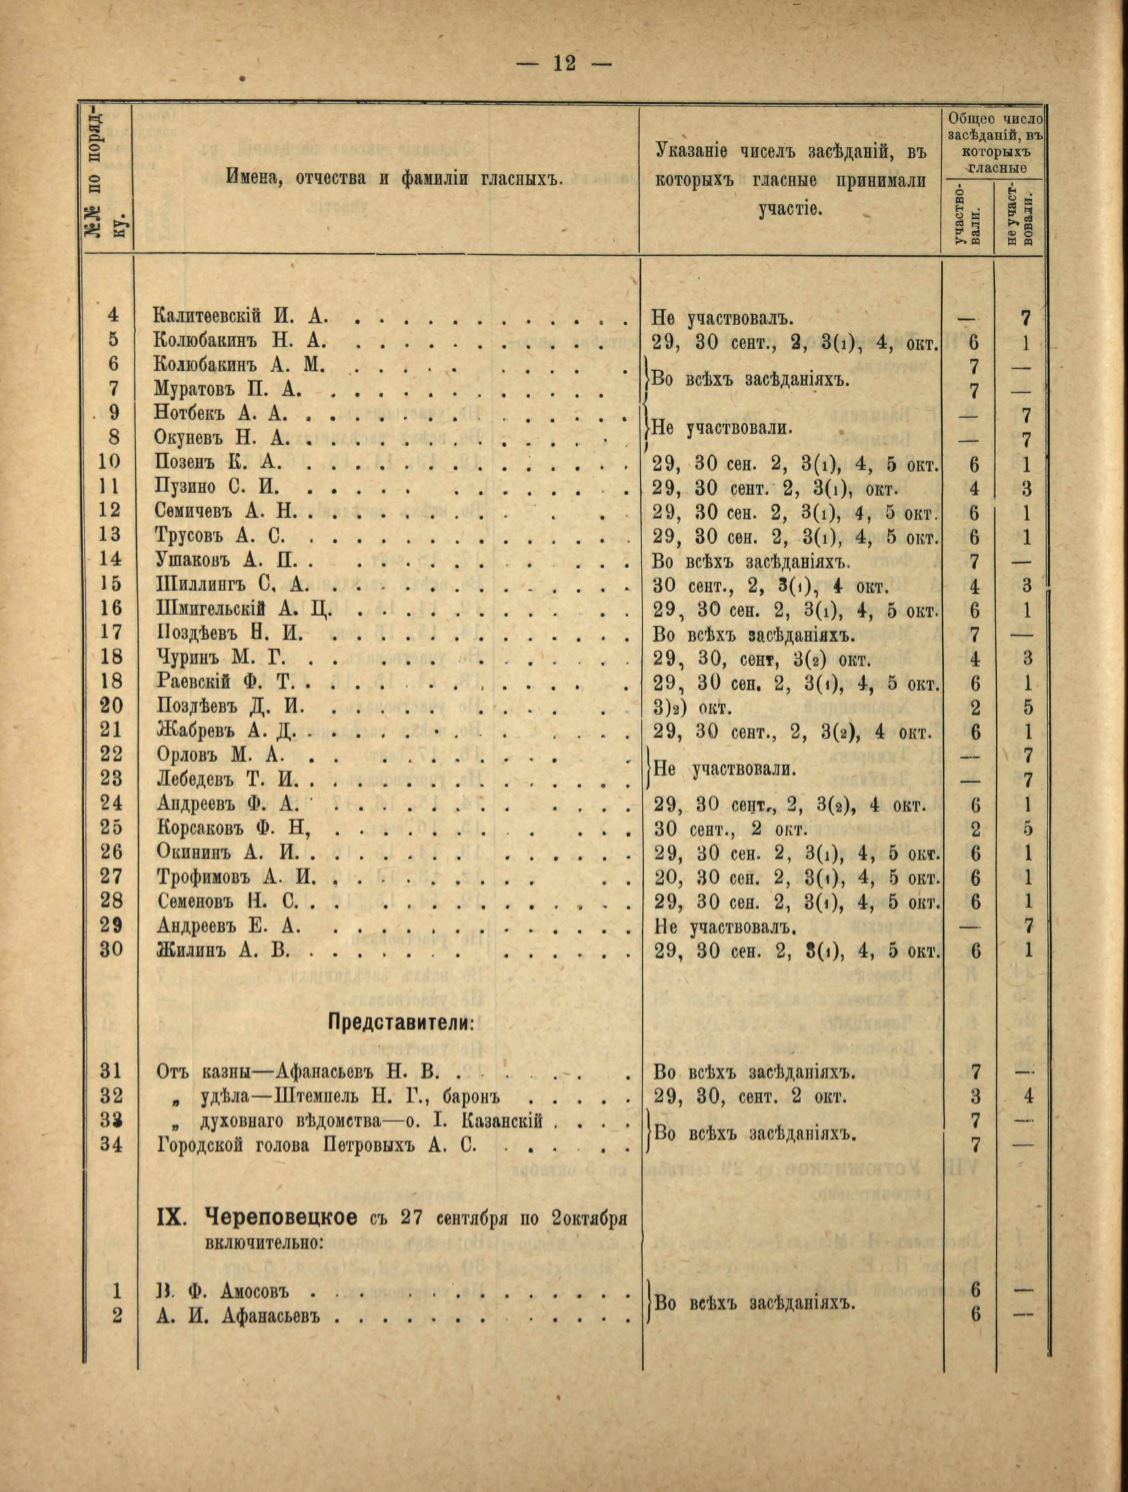 — 12 —
№№ по поряд-
ку.
Имена, отчества и фамиліи гласныхъ.
Указаніе чиселъ засѣданій, въ
которыхъ гласные принимали
участіе.
Общее число
засѣданій, въ
которыхъ
гласные
участво-
вали.
не участ-
вовали.
4 Калитѳевскій И. А. Не участвовалъ. — 7
5 Колюбакинъ Н. А. 29, 30 сент., 2, 3(1), 4, окт. 6 1
6 Колюбакинъ А. М. 7 —
Во всѣхъ засѣданіяхъ.
7 Муратовъ П. А. 7 —
9 Нотбекъ А. А. — 7
Не участвовали.
8 Окуневъ Н. А. — 7
10 Позенъ К. А. 29, 30 сен. 2, 3(1), 4, 5 окт. 6 1
11 Пузино С. И. 29, 30 сент. 2, 3(1), окт. 4 3
12 Семичевъ А. Н. 29, 30 сен. 2, 3(1), 4, 5 окт. 6 1
13 Трусовъ А. С. 29, 30 сен. 2, 3(1), 4, 5 окт. 6 1
14 Ушаковъ А. П. Во всѣхъ засѣданіяхъ. 7 —
15 Шиллингъ С. А. 30 сент., 2, 3(1), 4 окт. 4 3
16 Шмигельскій А. Ц. 29, 30 сен. 2, 3(1), 4, 5 окт. 6 1
17 Поздѣевъ Н. И. Во всѣхъ засѣданіяхъ. 7 —
18 Чуринъ М. Г. 29, 30, сент, 3(2) окт. 4 3
18 Раевскій Ф. Т. 29, 30 сен. 2, 3(1), 4, 5 окт. 6 1
20 Поздѣевъ Д. И. 3)2) окт. 2 5
21 Жабревъ А. Д. 29, 30 сент., 2, 3(2), 4 окт. 6 1
22 Орловъ М. А. — 7
Не участвовали.
23 Лебедевъ Т. И. — 7
24 Андреевъ Ф. А. 29, 30 сент., 2, 3(2), 4 окт. 6 1
25 Корсаковъ Ф. Н, 30 сент., 2 окт. 2 5
26 Окининъ А. И. 29, 30 сен. 2, 3(1), 4, 5 окт. 6 1
27 Трофимовъ А. И. 20, 30 сен. 2, 3(1), 4, 5 окт. 6 1
28 Семеновъ Н. С. 29, 30 сен. 2, 3(1), 4, 5 окт. 6 1
29 Андреевъ Е. А. Не участвовалъ. — 7
30 Жилинъ А. В. 29, 30 сен. 2, 3(1), 4, 5 окт. 6 1
Представители:
31 Отъ казны—Афанасьевъ Н. В. Во всѣхъ засѣданіяхъ. 7 —
32 „ удѣла—Штемпель Н. Г., баронъ 29, 30, сент. 2 окт. 3 4
33 „ духовнаго вѣдомства—о. І. Казанскій 7 —
Во всѣхъ засѣданіяхъ.
34 Городской голова Петровыхъ А. С. 7 —
IX. Череповецкое съ 27 сентября по 2октября
включительно:
1 В. Ф. Амосовъ 6 —
Во всѣхъ засѣданіяхъ.
2 А. И. Афанасьевъ 6 —